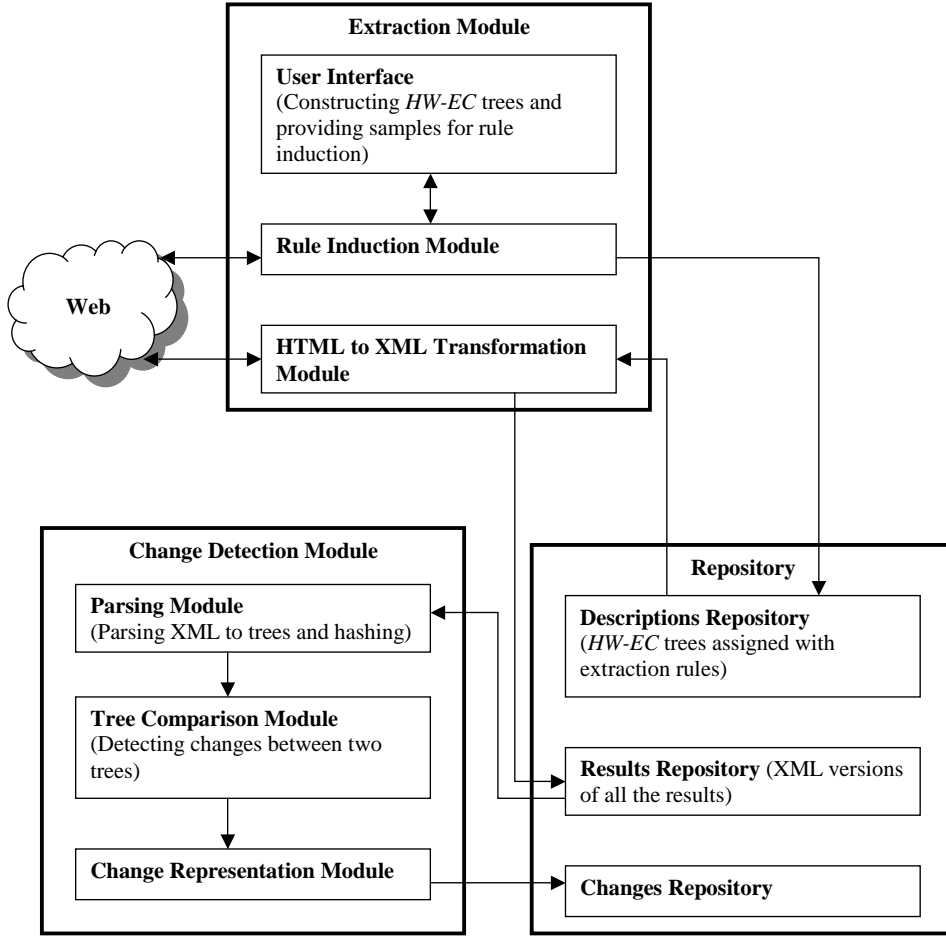 Extraction Module
User Interface
(Constructing HW-EC trees and
providing samples for rule
induction)
Rule Induction Module
Web
HTML to XML Transformation
Module
Change Detection Module
Parsing Module
(Parsing XML to trees and hashing)
Tree Comparison Module
(Detecting changes between two
trees)
Change Representation Module
Repository
Descriptions Repository
(HW-EC trees assigned with
extraction rules)
Results Repository (XML versions
of all the results)
Changes Repository